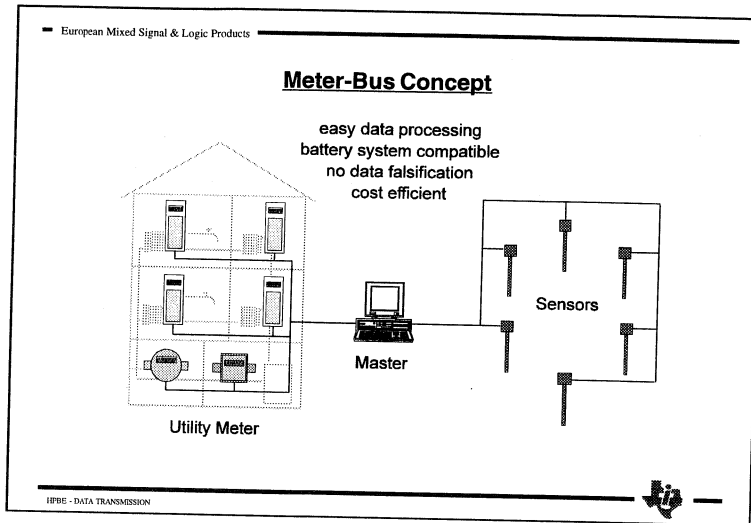 European Mixed Signal & Logic Products
Meter-Bus Concept
easy data processing
battery system compatible
no data falsification
cost efficient
Sensors
Master
Utility Meter
HPBE - DATA TRANSMISSION